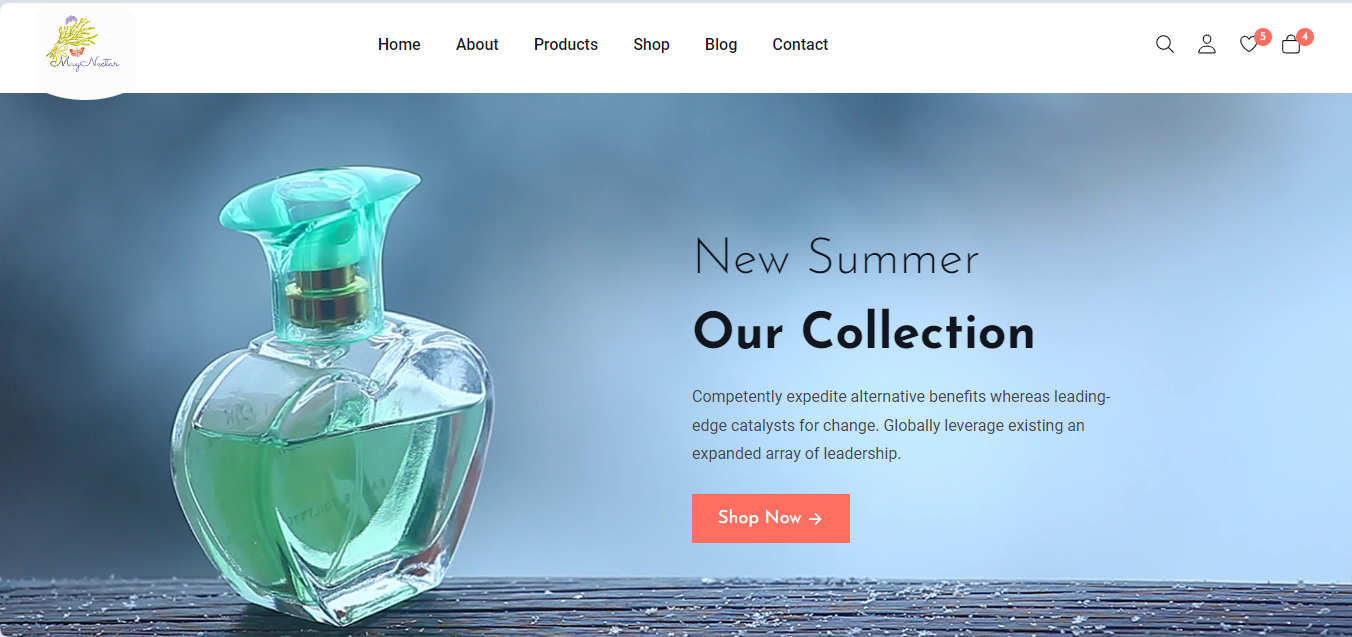 MayNectar
Home About Products Shop Blog Contact
5 4
New Summer
Our Collection
Competently expedite alternative benefits whereas leading-
edge catalysts for change. Globally leverage existing an
expanded array of leadership.
Shop Now →